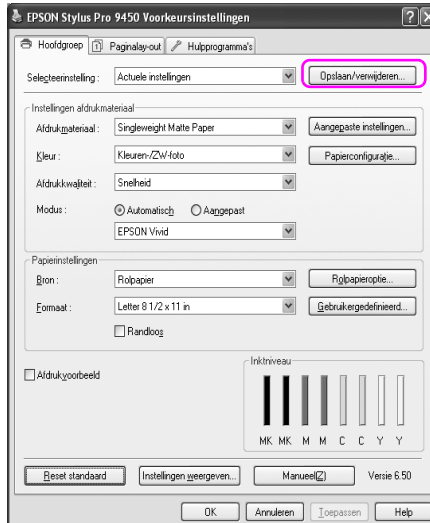 EPSON Stylus Pro 9450 Voorkeursinstellingen
Hoofdgroep Paginalay-out Hulpprogramma's
Selecteerinstelling : Actuele instellingen Opslaan/verwijderen...
Instellingen afdrukmateriaal
Afdrukmateriaal : Singleweight Matte Paper Aangepaste instellingen...
Kleur : Kleuren-/ZW-foto Papierconfiguratie...
Afdrukkwaliteit : Snelheid
Modus : Automatisch Aangepast
EPSON Vivid
Papierinstellingen
Bron : Rolpapier Rolpapieroptie...
Formaat : Letter 8 1/2 x 11 in Gebruikergedefinieerd...
Randloos
Afdrukvoorbeeld
Inktniveau
MK MK M M C C Y Y
Reset standaard Instellingen weergeven... Manueel(Z) Versie 6.50
OK Annuleren Toepassen Help